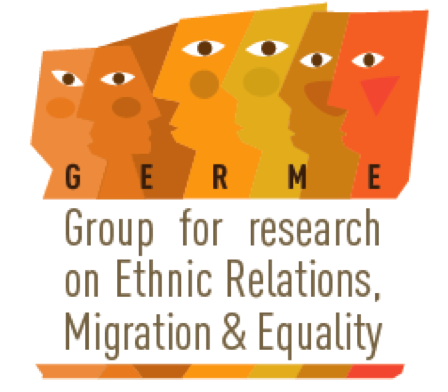 G E R M E
Group for research
on Ethnic Relations,
Migration & Equality